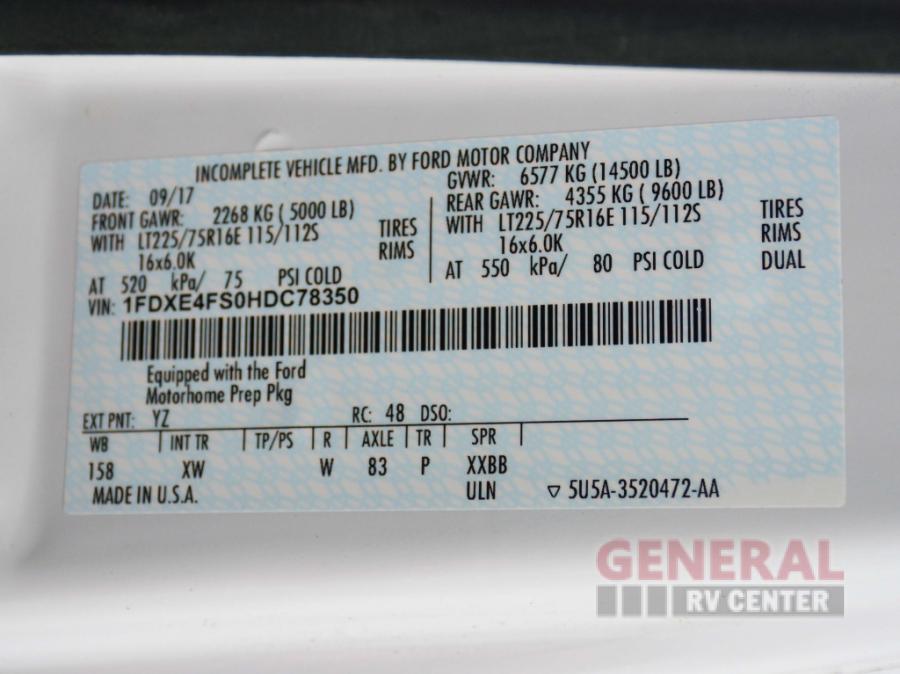 INCOMPLETE VEHICLE MFD. BY FORD MOTOR COMPANY
DATE: 09/17
FRONT GAWR: 2268 KG ( 5000 LB)
WITH LT225/75R16E 115/112S TIRES
16x6.0K RIMS
AT 520 kPa/ 75 PSI COLD
GVWR: 6577 KG (14500 LB)
REAR GAWR: 4355 KG ( 9600 LB)
WITH LT225/75R16E 115/112S TIRES
16x6.0K RIMS
AT 550 kPa/ 80 PSI COLD DUAL
VIN: 1FDXE4FS0HDC78350
Equipped with the Ford
Motorhome Prep Pkg
EXT PNT: YZ RC: 48 DSO:
WB INT TR TP/PS R AXLE TR SPR
158 XW W 83 P XXBB
MADE IN U.S.A. ULN ▽ 5U5A-3520472-AA
GENERAL
RV CENTER